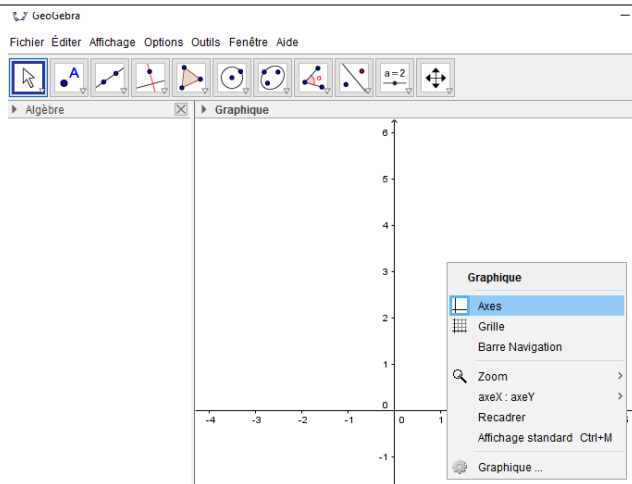 GeoGebra
Fichier Éditer Affichage Options Outils Fenêtre Aide
A
α
a=2
Algèbre
Graphique
6
5
4
3
2
1
0
-4 -3 -2 -1 0 1
-1
Graphique
Axes
Grille
Barre Navigation
Zoom
axeX : axeY
Recadrer
Affichage standard Ctrl+M
Graphique ...